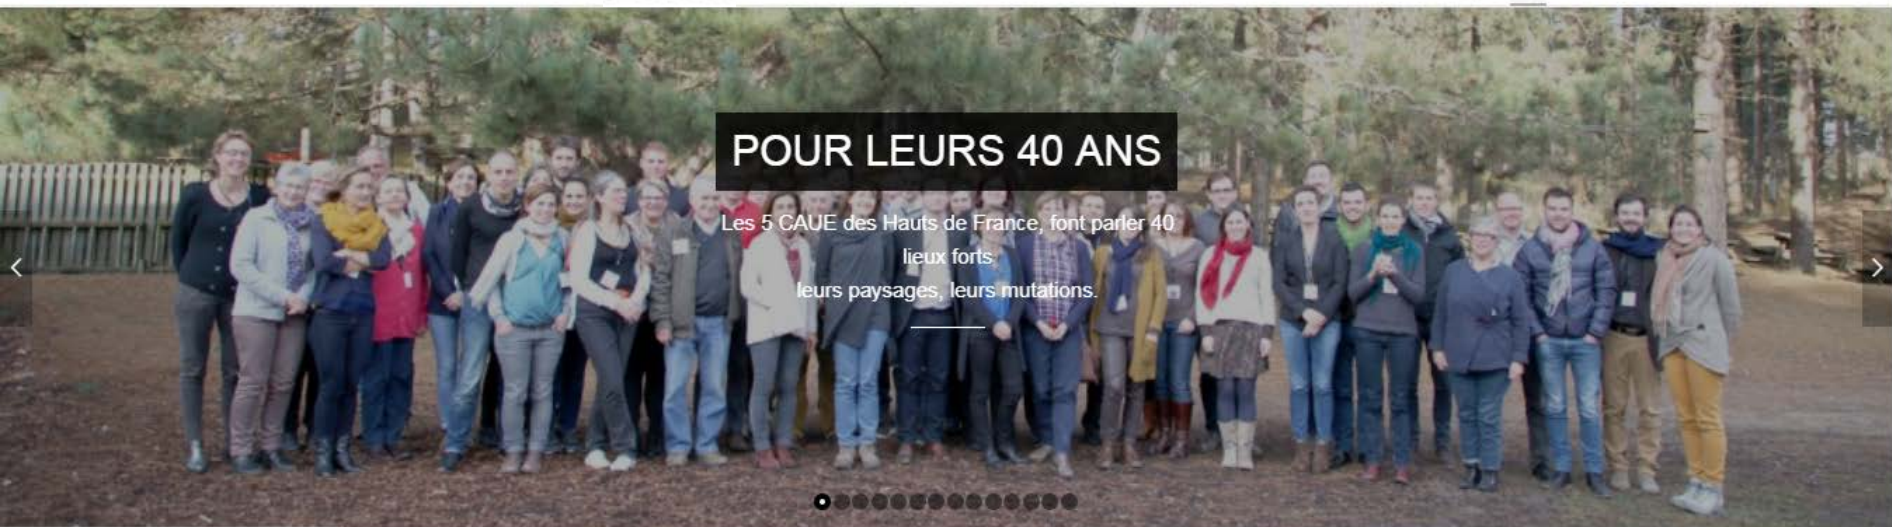 POUR LEURS 40 ANS
Les 5 CAUE des Hauts de France, font parler 40
lieux forts,
leurs paysages, leurs mutations.